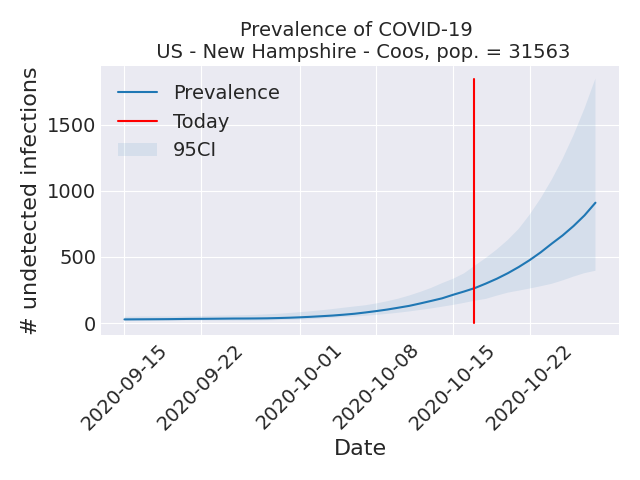 Prevalence of COVID-19
US - New Hampshire - Coos, pop. = 31563
Prevalence
Today
95CI
# undetected infections
1500
1000
500
0
2020-09-15
2020-09-22
2020-10-01
2020-10-08
2020-10-15
2020-10-22
Date